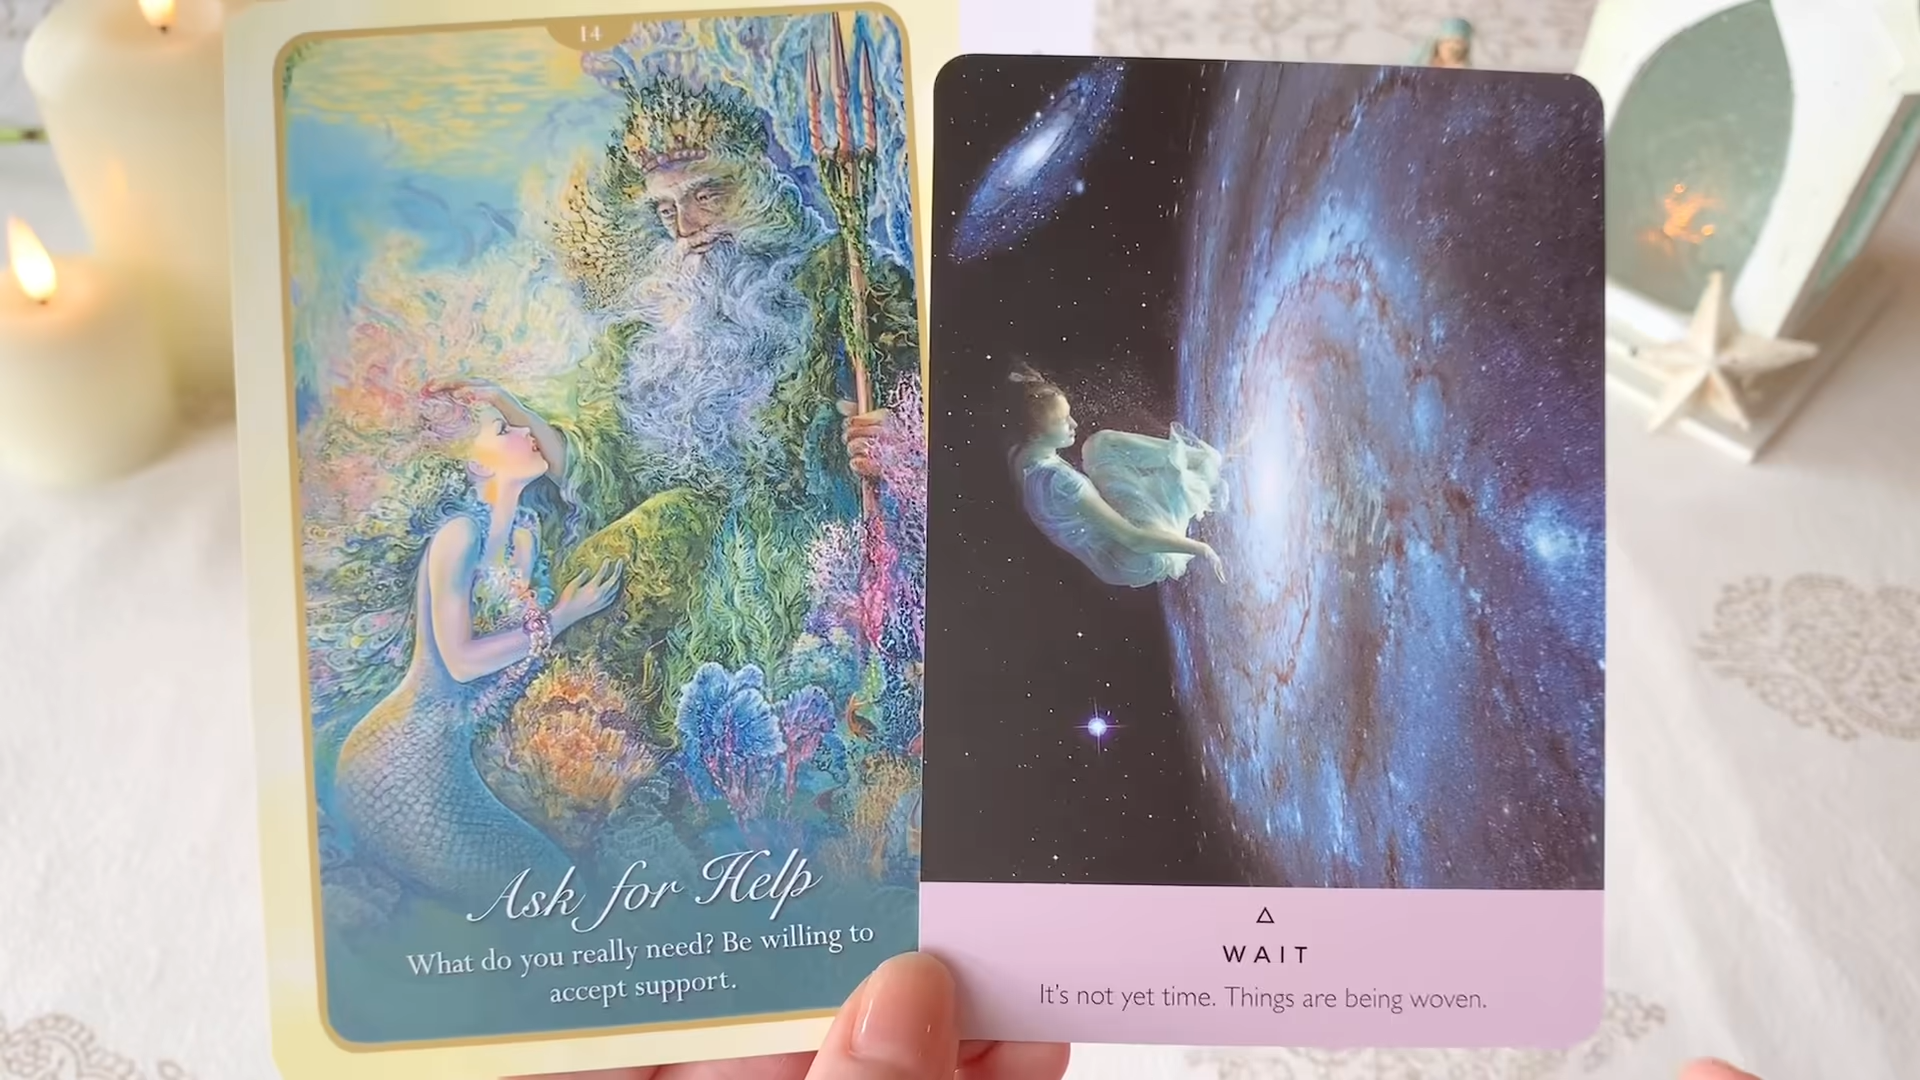 14
Ask for Help
What do you really need? Be willing to
accept support.
WAIT
It's not yet time. Things are being woven.